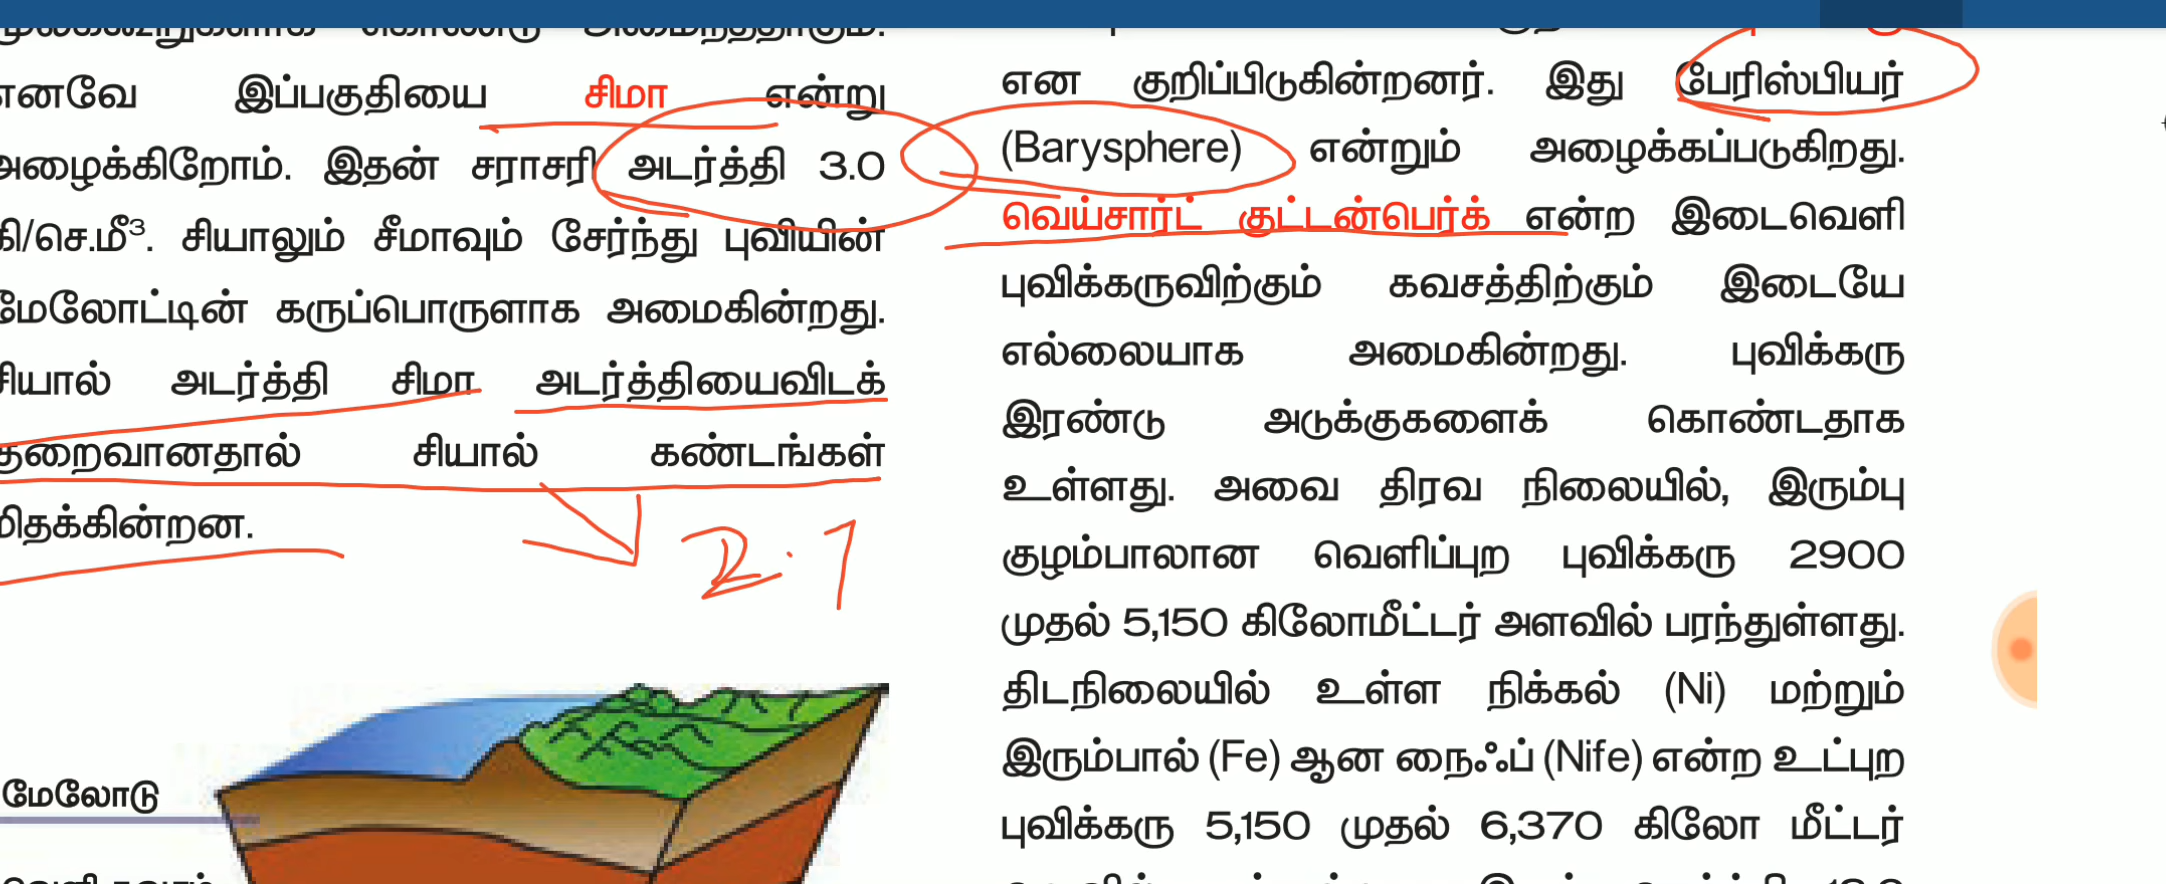 எனவே இப்பகுதியை சிமா என்று
அழைக்கிறோம். இதன் சராசரி அடர்த்தி 3.0
கி/செ.மீ³. சியாலும் சீமாவும் சேர்ந்து புவியின்
மேலோட்டின் கருப்பொருளாக அமைகின்றது.
சியால் அடர்த்தி சிமா அடர்த்தியைவிடக்
குறைவானதால் சியால் கண்டங்கள்
மிதக்கின்றன.
2.7
மேலோடு
என குறிப்பிடுகின்றனர். இது பேரிஸ்பியர்
(Barysphere) என்றும் அழைக்கப்படுகிறது.
வெய்சார்ட் குட்டன்பெர்க் என்ற இடைவெளி
புவிக்கருவிற்கும் கவசத்திற்கும் இடையே
எல்லையாக அமைகின்றது. புவிக்கரு
இரண்டு அடுக்குகளைக் கொண்டதாக
உள்ளது. அவை திரவ நிலையில், இரும்பு
குழம்பாலான வெளிப்புற புவிக்கரு 2900
முதல் 5,150 கிலோமீட்டர் அளவில் பரந்துள்ளது.
திடநிலையில் உள்ள நிக்கல் (Ni) மற்றும்
இரும்பால் (Fe) ஆன நைஃப் (Nife) என்ற உட்புற
புவிக்கரு 5,150 முதல் 6,370 கிலோ மீட்டர்